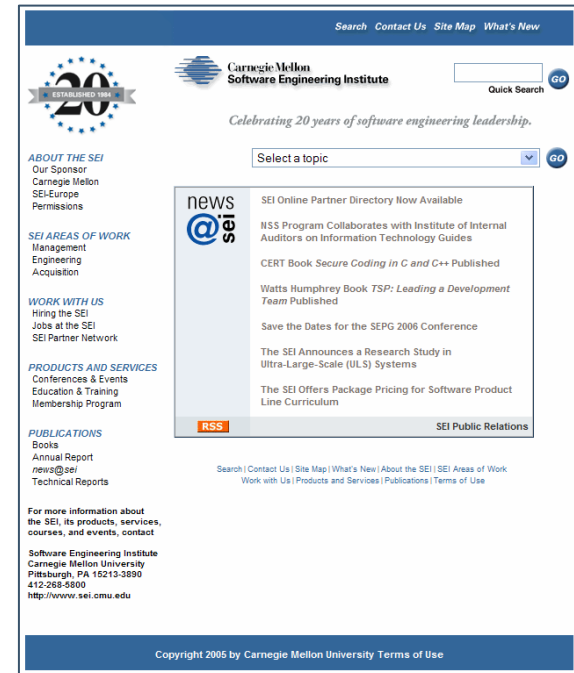 Search Contact Us Site Map What's New
20
ESTABLISHED 1984
Carnegie Mellon
Software Engineering Institute
GO
Quick Search
Celebrating 20 years of software engineering leadership.
Select a topic
GO
ABOUT THE SEI
Our Sponsor
Carnegie Mellon
SEI-Europe
Permissions
SEI AREAS OF WORK
Management
Engineering
Acquisition
WORK WITH US
Hiring the SEI
Jobs at the SEI
SEI Partner Network
PRODUCTS AND SERVICES
Conferences & Events
Education & Training
Membership Program
PUBLICATIONS
Books
Annual Report
news@sei
Technical Reports
For more information about
the SEI, its products, services,
courses, and events, contact
Software Engineering Institute
Carnegie Mellon University
Pittsburgh, PA 15213-3890
412-268-5800
http://www.sei.cmu.edu
news
@ sei
SEI Online Partner Directory Now Available
NSS Program Collaborates with Institute of Internal
Auditors on Information Technology Guides
CERT Book Secure Coding in C and C++ Published
Watts Humphrey Book TSP: Leading a Development
Team Published
Save the Dates for the SEPG 2006 Conference
The SEI Announces a Research Study in
Ultra-Large-Scale (ULS) Systems
The SEI Offers Package Pricing for Software Product
Line Curriculum
RSS
SEI Public Relations
Search | Contact Us | Site Map | What's New | About the SEI | SEI Areas of Work
Work with Us | Products and Services | Publications | Terms of Use
Copyright 2005 by Carnegie Mellon University Terms of Use